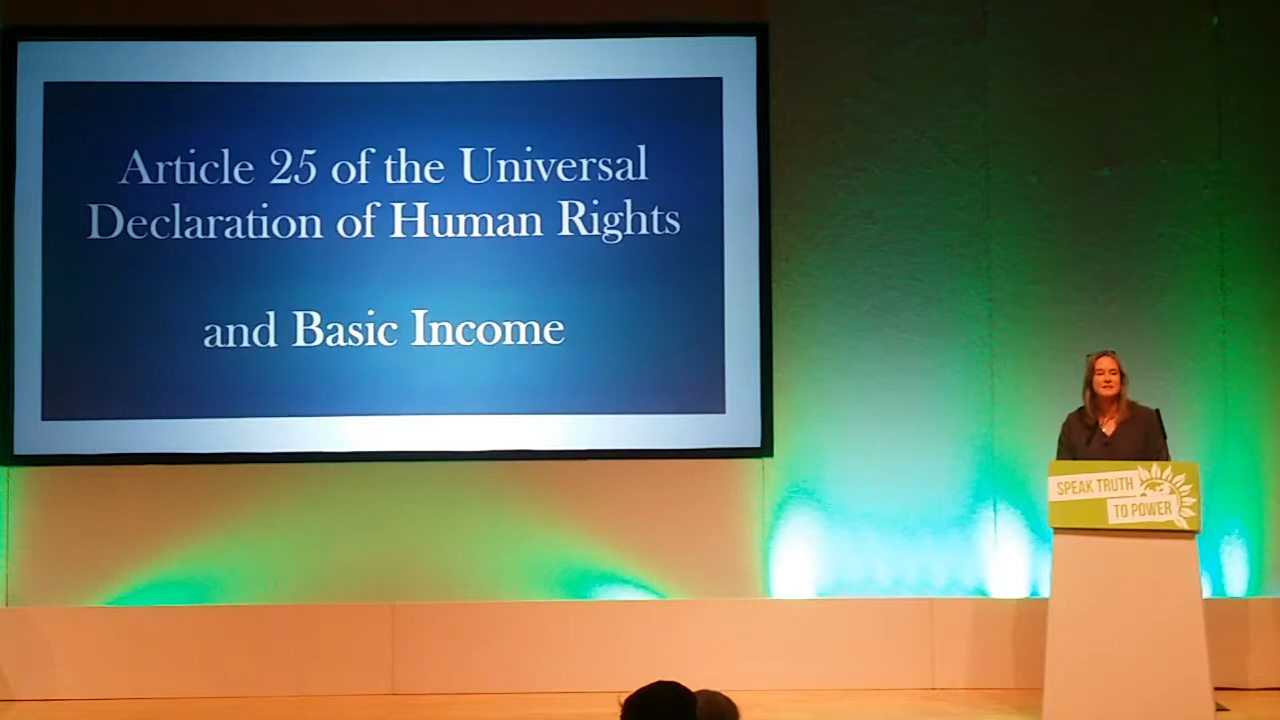 Article 25 of the Universal
Declaration of Human Rights
and Basic Income
SPEAK TRUTH
TO POWER